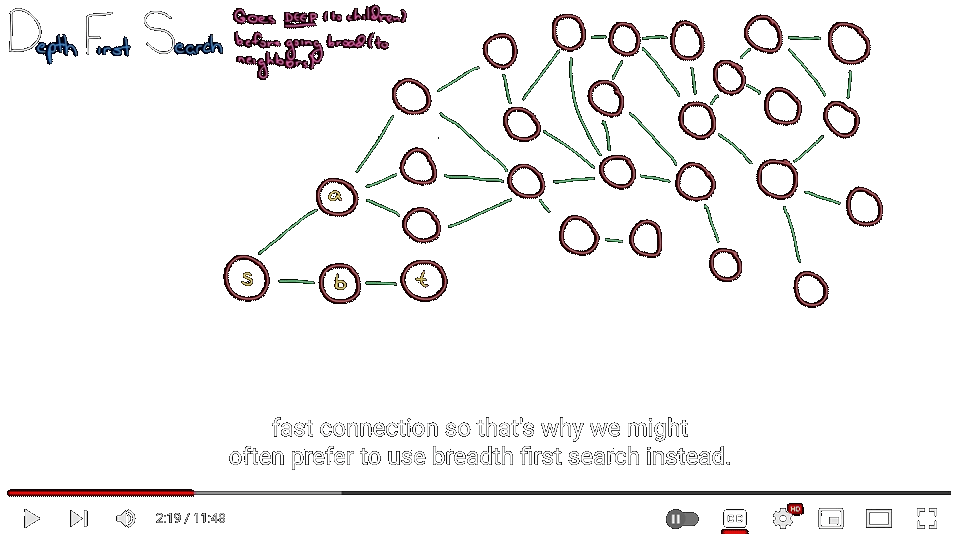 Depth First Search
Goes DEEP (to children)
before going broad (to
neighbors)
a
s
b
t
fast connection so that's why we might
often prefer to use breadth first search instead.
2:19 / 11:48
CC
HD